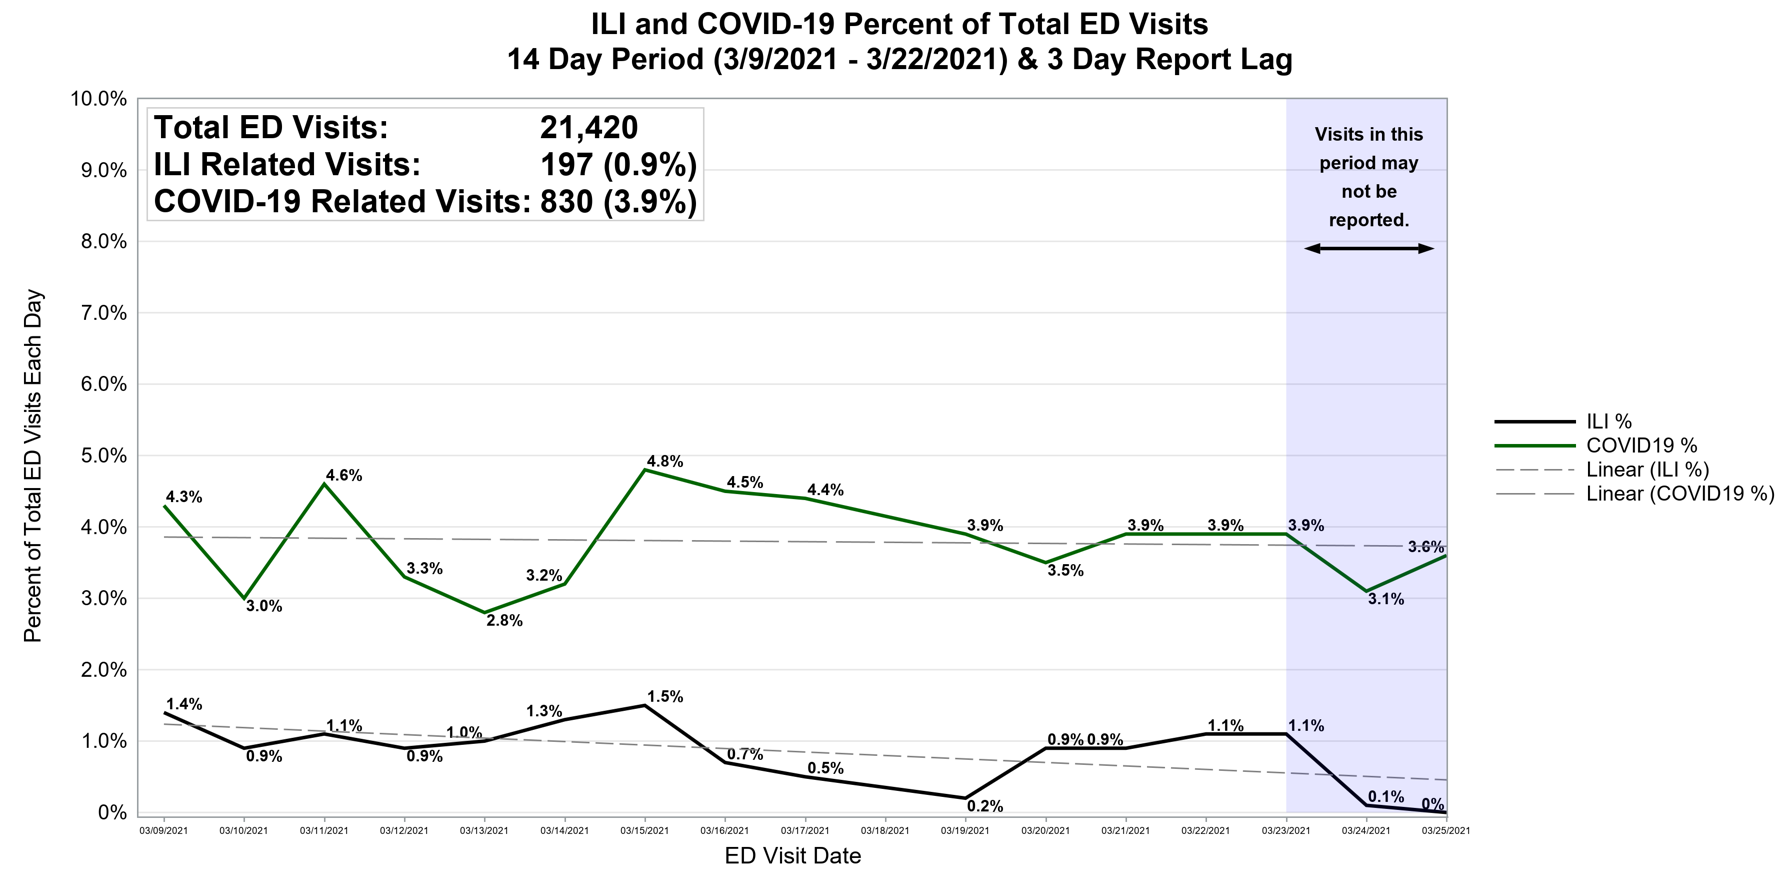 ILI and COVID-19 Percent of Total ED Visits
14 Day Period (3/9/2021 - 3/22/2021) & 3 Day Report Lag
10.0%
9.0%
8.0%
7.0%
6.0%
5.0%
4.0%
3.0%
2.0%
1.0%
0%
Percent of Total ED Visits Each Day
Total ED Visits: 21,420
ILI Related Visits: 197 (0.9%)
COVID-19 Related Visits: 830 (3.9%)
Visits in this
period may
not be
reported.
4.3% 3.0% 4.6% 3.3% 2.8% 3.2% 4.8% 4.5% 4.4% 3.9% 3.5% 3.9% 3.9% 3.9% 3.1% 3.6%
1.4% 0.9% 1.1% 0.9% 1.0% 1.3% 1.5% 0.7% 0.5% 0.2% 0.9% 0.9% 1.1% 1.1% 0.1% 0%
03/09/2021 03/10/2021 03/11/2021 03/12/2021 03/13/2021 03/14/2021 03/15/2021 03/16/2021 03/17/2021 03/18/2021 03/19/2021 03/20/2021 03/21/2021 03/22/2021 03/23/2021 03/24/2021 03/25/2021
ED Visit Date
ILI %
COVID19 %
Linear (ILI %)
Linear (COVID19 %)